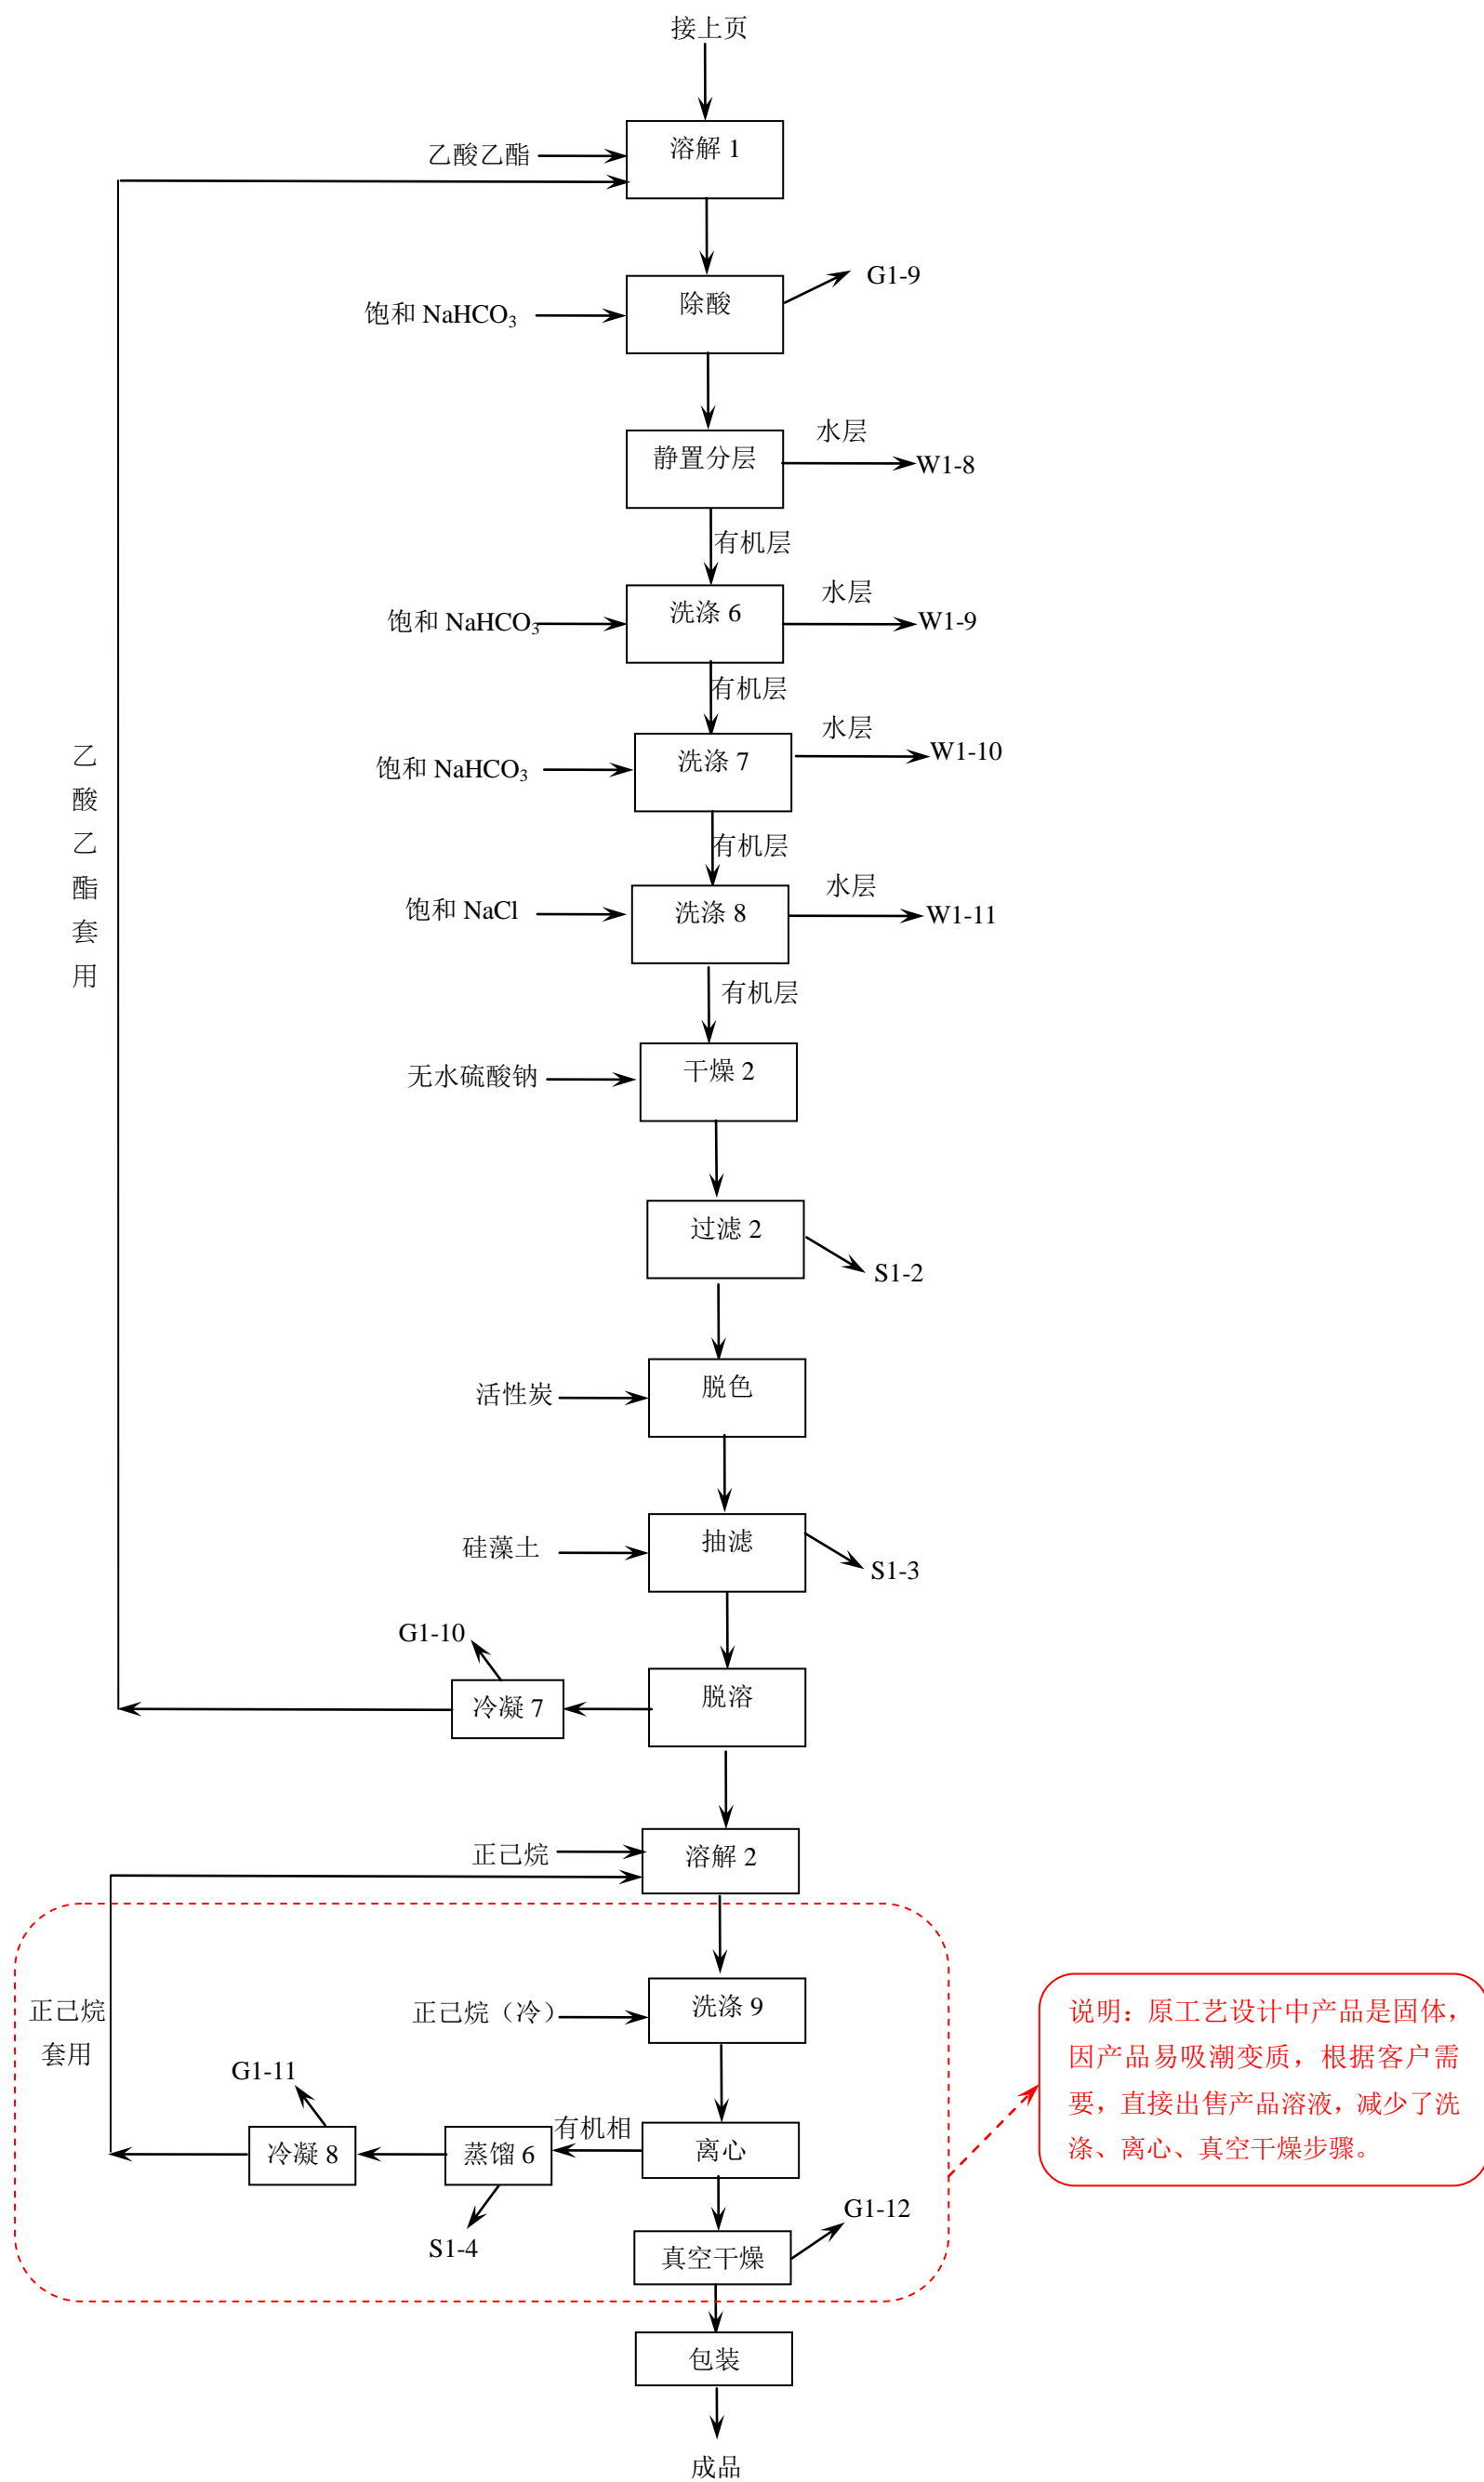 接上页
乙酸乙酯
溶解 1
G1-9
饱和 NaHCO₃
除酸
水层
静置分层
W1-8
有机层
水层
饱和 NaHCO₃
洗涤 6
W1-9
有机层
水层
饱和 NaHCO₃
洗涤 7
W1-10
乙
酸
乙
酯
套
用
有机层
水层
饱和 NaCl
洗涤 8
W1-11
有机层
无水硫酸钠
干燥 2
过滤 2
S1-2
活性炭
脱色
硅藻土
抽滤
S1-3
G1-10
冷凝 7
脱溶
正己烷
溶解 2
正己烷
套用
正己烷（冷）
洗涤 9
G1-11
有机相
冷凝 8
蒸馏 6
离心
S1-4
G1-12
真空干燥
包装
成品
说明：原工艺设计中产品是固体，
因产品易吸潮变质，根据客户需
要，直接出售产品溶液，减少了洗
涤、离心、真空干燥步骤。